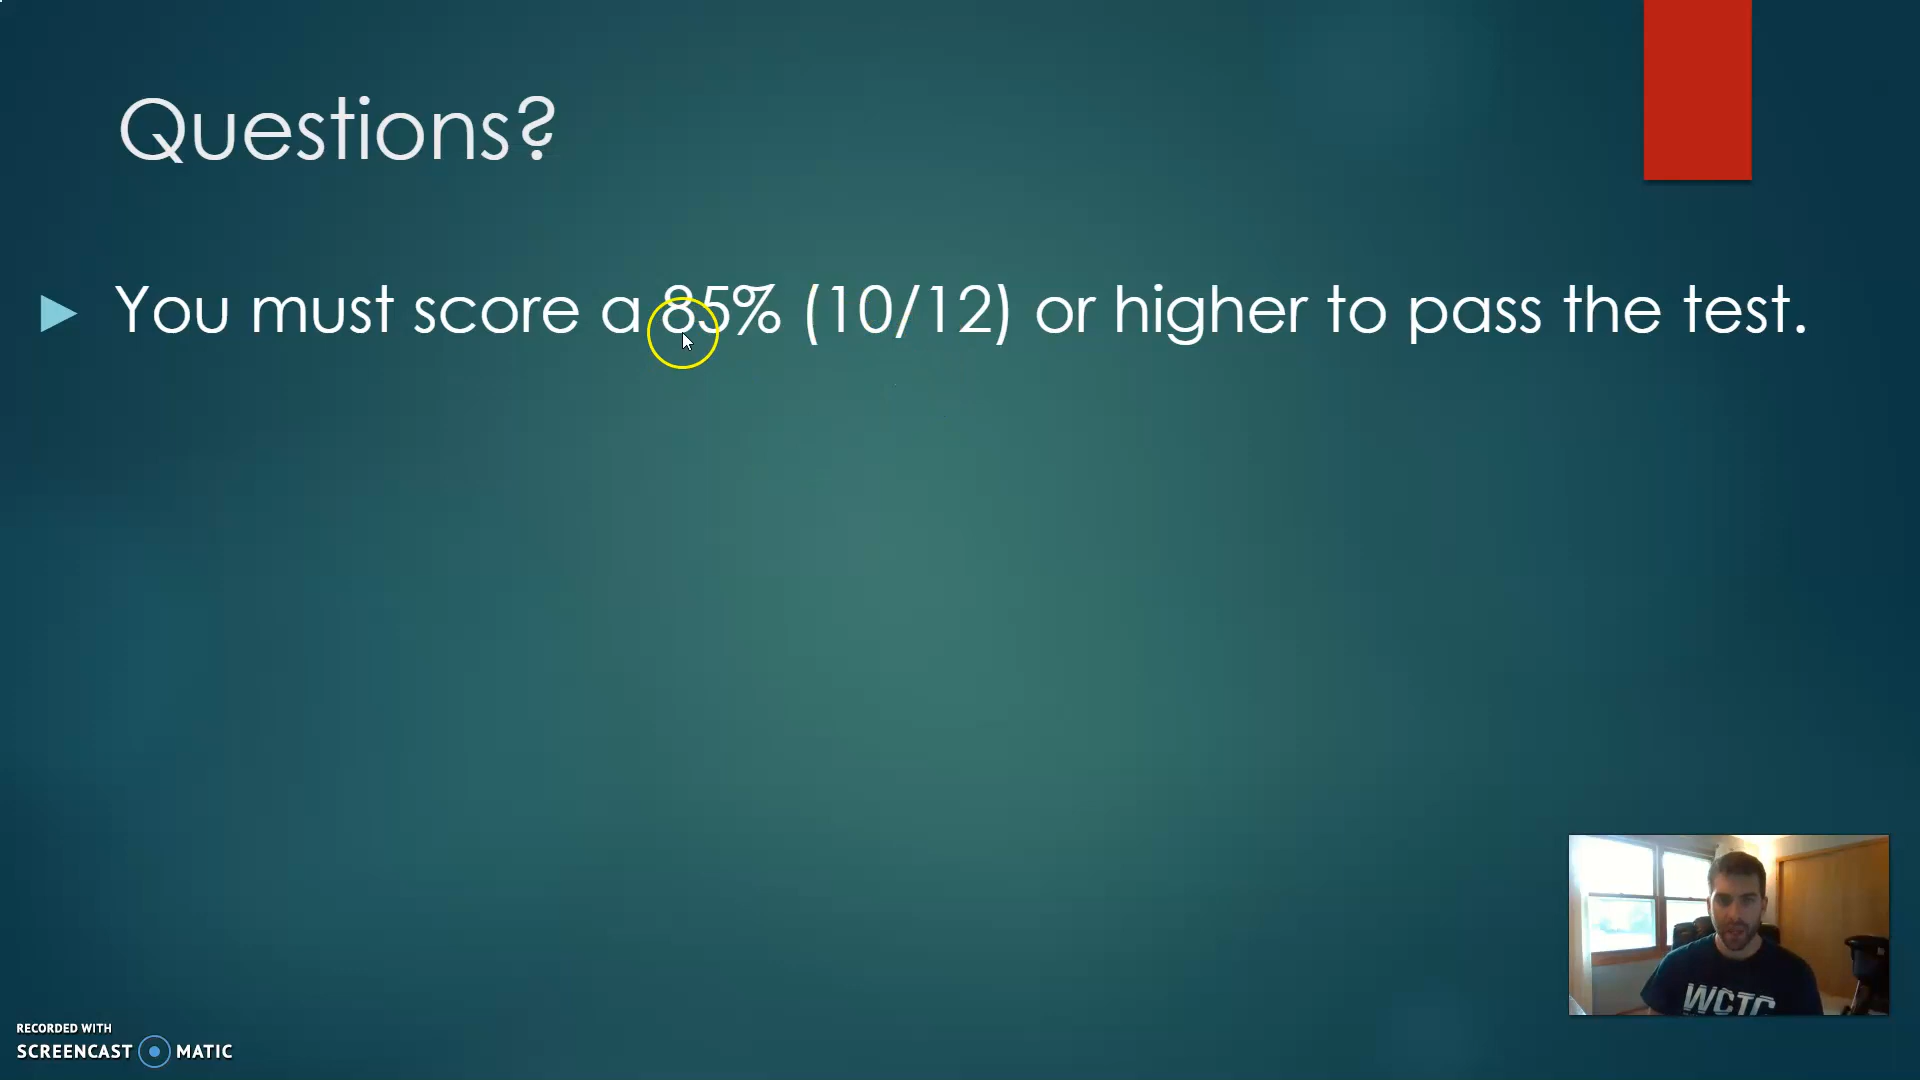 Questions?
You must score a 85% (10/12) or higher to pass the test.
WCTC
RECORDED WITH
SCREENCAST MATIC